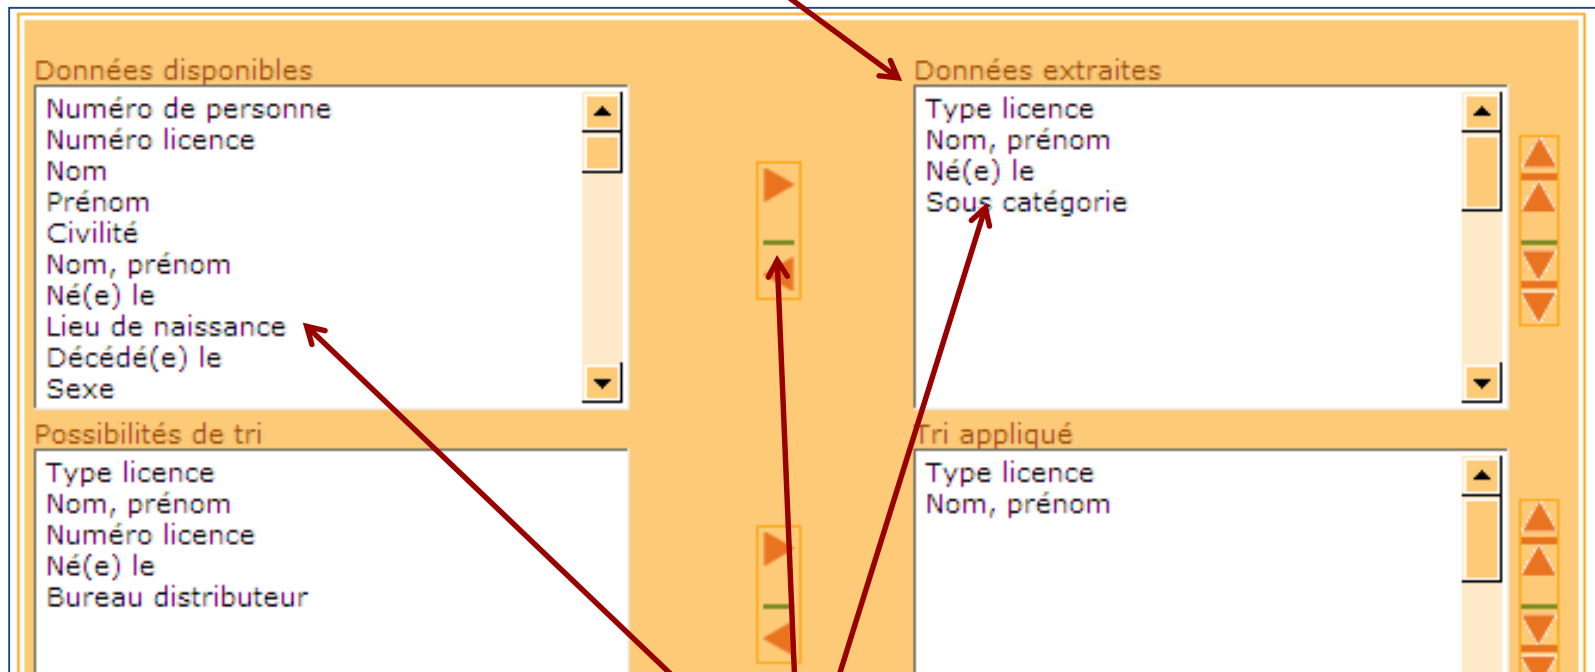 Données disponibles
Numéro de personne
Numéro licence
Nom
Prénom
Civilité
Nom, prénom
Né(e) le
Lieu de naissance
Décédé(e) le
Sexe
Données extraites
Type licence
Nom, prénom
Né(e) le
Sous catégorie
Possibilités de tri
Type licence
Nom, prénom
Numéro licence
Né(e) le
Bureau distributeur
Tri appliqué
Type licence
Nom, prénom